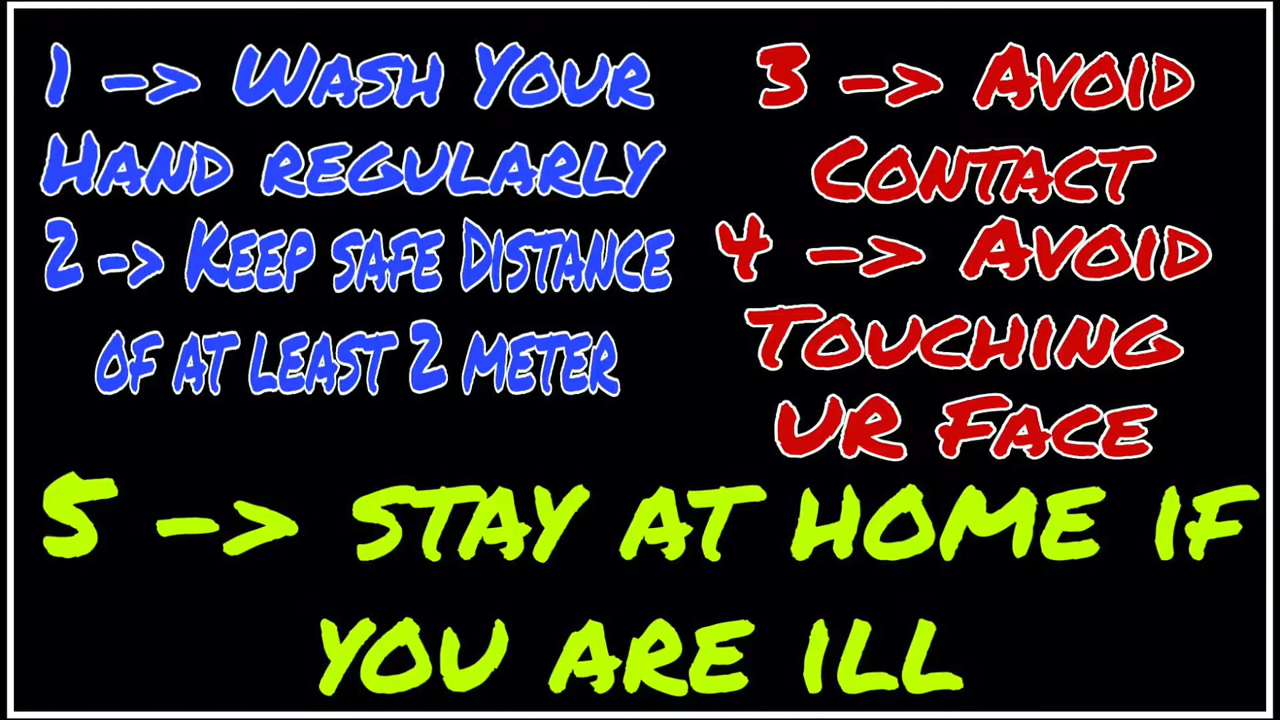 1 -> Wash Your
Hand regularly
2 -> Keep safe Distance
of at least 2 meter
3 -> Avoid
Contact
4 -> Avoid
Touching
ur Face
5 -> stay at home if
you are ill